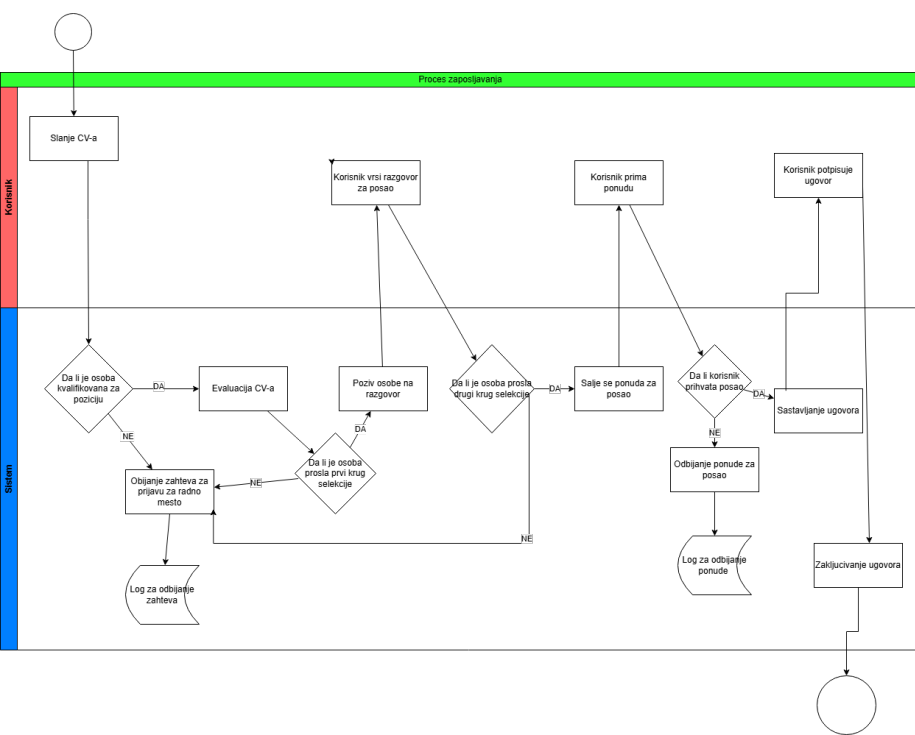 Proces zaposljavanja
Korisnik
Slanje CV-a
Korisnik vrsi razgovor
za posao
Korisnik prima
ponudu
Korisnik potpisuje
ugovor
Sistem
Da li je osoba
kvalifikovana za
poziciju
DA
NE
Evaluacija CV-a
Da li je osoba
prosla prvi krug
selekcije
DA
NE
Poziv osobe na
razgovor
Obijanje zahteva za
prijavu za radno
mesto
Log za odbijanje
zahteva
Da li je osoba prosla
drugi krug selekcije
DA
NE
Salje se ponuda za
posao
Da li korisnik
prihvata posao
DA
NE
Odbijanje ponude za
posao
Log za odbijanje
ponude
Sastavljanje ugovora
Zakljucivanje ugovora